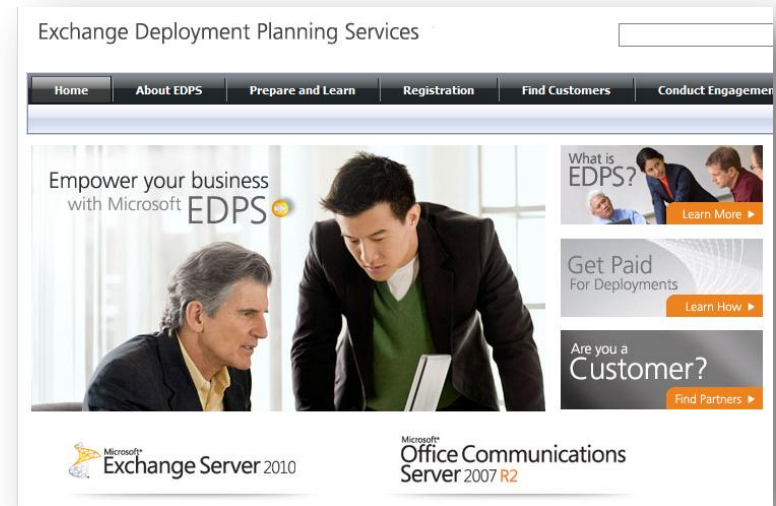 Exchange Deployment Planning Services
Home About EDPS Prepare and Learn Registration Find Customers Conduct Engagemen
Empower your business
with Microsoft EDPS
What is
EDPS?
Learn More
Get Paid
For Deployments
Learn How
Are you a
Customer?
Find Partners
Microsoft
Exchange Server 2010
Microsoft
Office Communications
Server 2007 R2